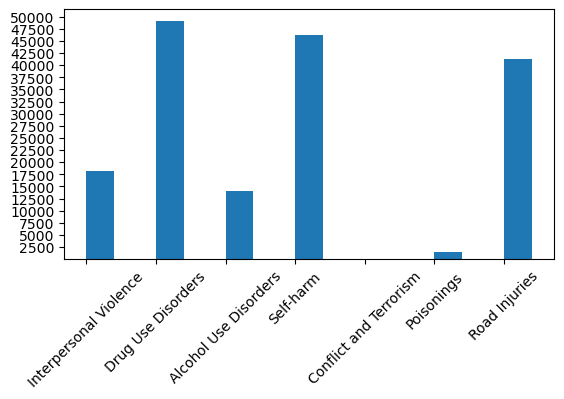 50000
47500
45000
42500
40000
37500
35000
32500
30000
27500
25000
22500
20000
17500
15000
12500
10000
7500
5000
2500
Interpersonal Violence
Drug Use Disorders
Alcohol Use Disorders
Self-harm
Conflict and Terrorism
Poisonings
Road Injuries